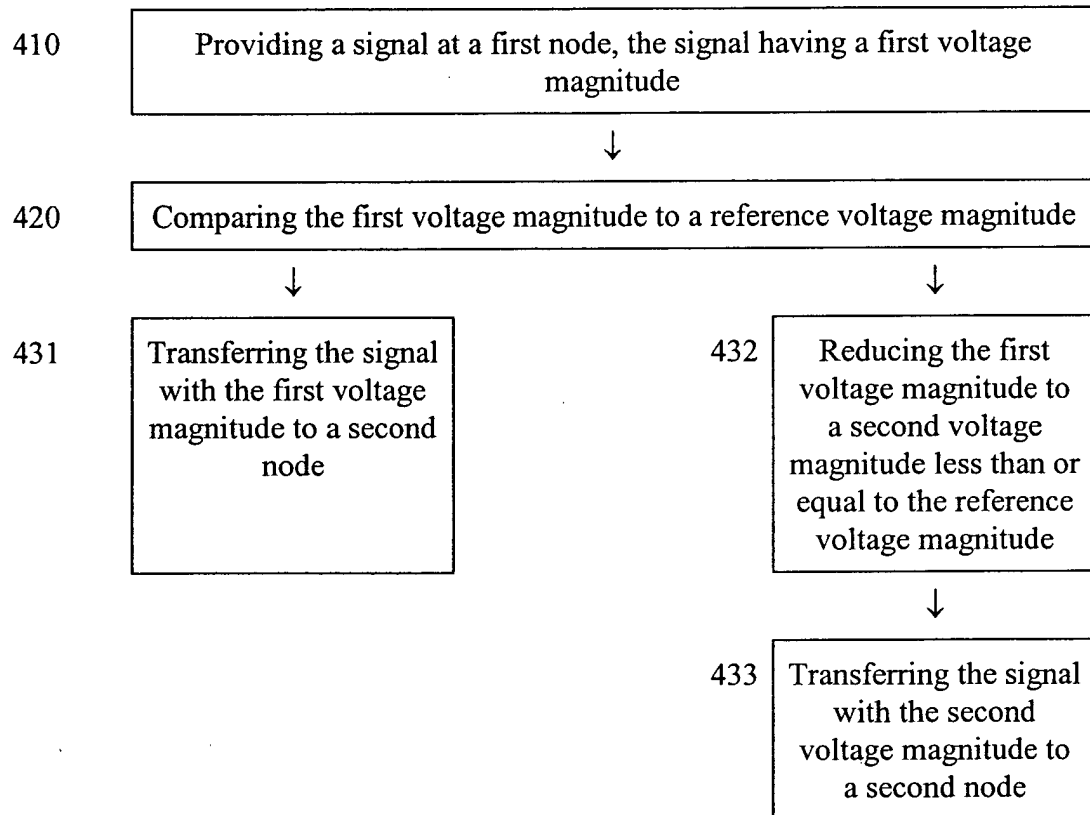 410
Providing a signal at a first node, the signal having a first voltage
magnitude
↓
420
Comparing the first voltage magnitude to a reference voltage magnitude
↓
↓
431
Transferring the signal
with the first voltage
magnitude to a second
node
432
Reducing the first
voltage magnitude to
a second voltage
magnitude less than or
equal to the reference
voltage magnitude
↓
433
Transferring the signal
with the second
voltage magnitude to
a second node